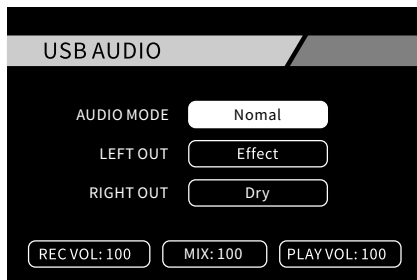 USB AUDIO
AUDIO MODE Nomal
LEFT OUT Effect
RIGHT OUT Dry
REC VOL: 100 MIX: 100 PLAY VOL: 100